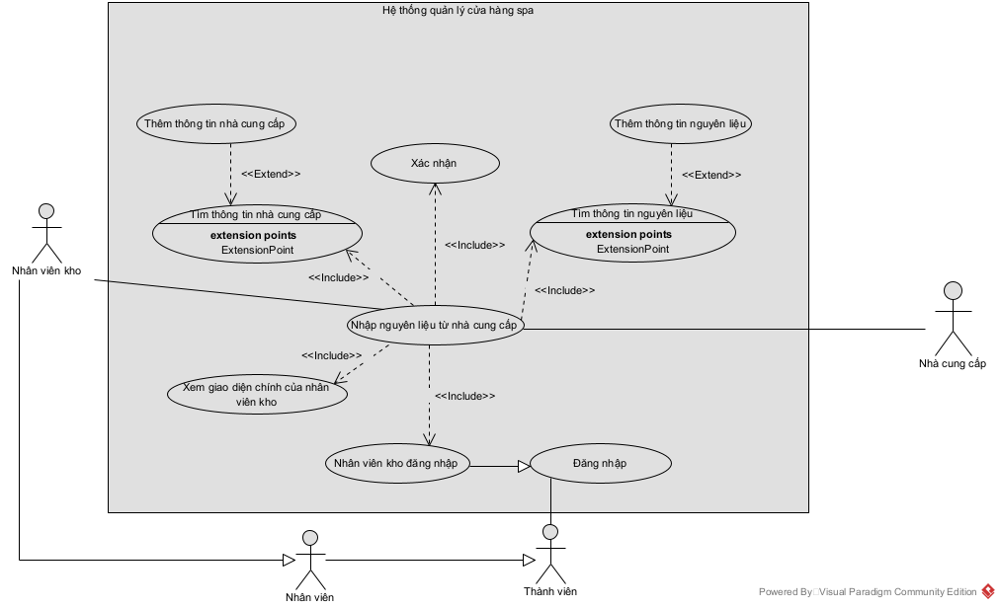 Hệ thống quản lý cửa hàng spa
Thêm thông tin nhà cung cấp
Thêm thông tin nguyên liệu
Xác nhận
<<Extend>>
<<Extend>>
Tìm thông tin nhà cung cấp
extension points
ExtensionPoint
Tìm thông tin nguyên liệu
extension points
ExtensionPoint
<<Include>>
Nhân viên kho
<<Include>>
<<Include>>
Nhập nguyên liệu từ nhà cung cấp
Nhà cung cấp
<<Include>>
Xem giao diện chính của nhân
viên kho
<<Include>>
Nhân viên kho đăng nhập
Đăng nhập
Nhân viên
Thành viên
Powered By Visual Paradigm Community Edition